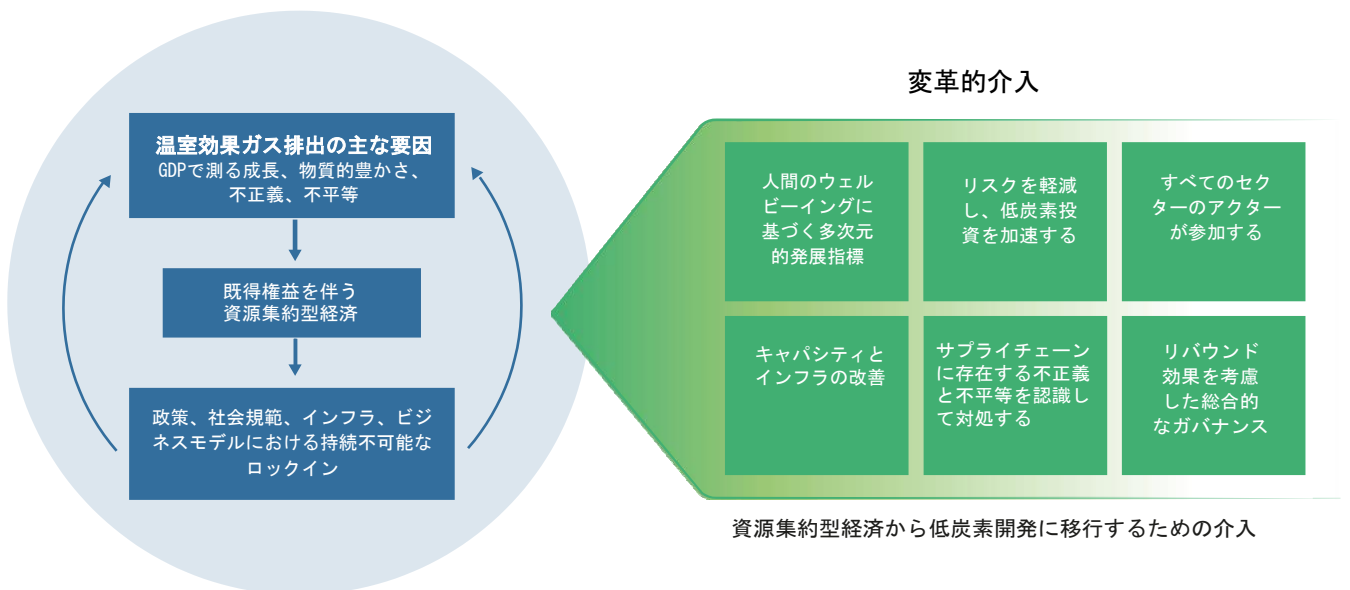 変革的介入
温室効果ガス排出の主な要因
GDPで測る成長、物質的豊かさ、
不正義、不平等
既得権益を伴う
資源集約型経済
政策、社会規範、インフラ、ビジ
ネスモデルにおける持続不可能な
ロックイン
人間のウェル
ビーイングに
基づく多次元
的発展指標
リスクを軽減
し、低炭素投
資を加速する
すべてのセク
ターのアクター
が参加する
キャパシティと
インフラの改善
サプライチェーン
に存在する不正義
と不平等を認識し
て対処する
リバウンド
効果を考慮
した総合的
なガバナンス
資源集約型経済から低炭素開発に移行するための介入